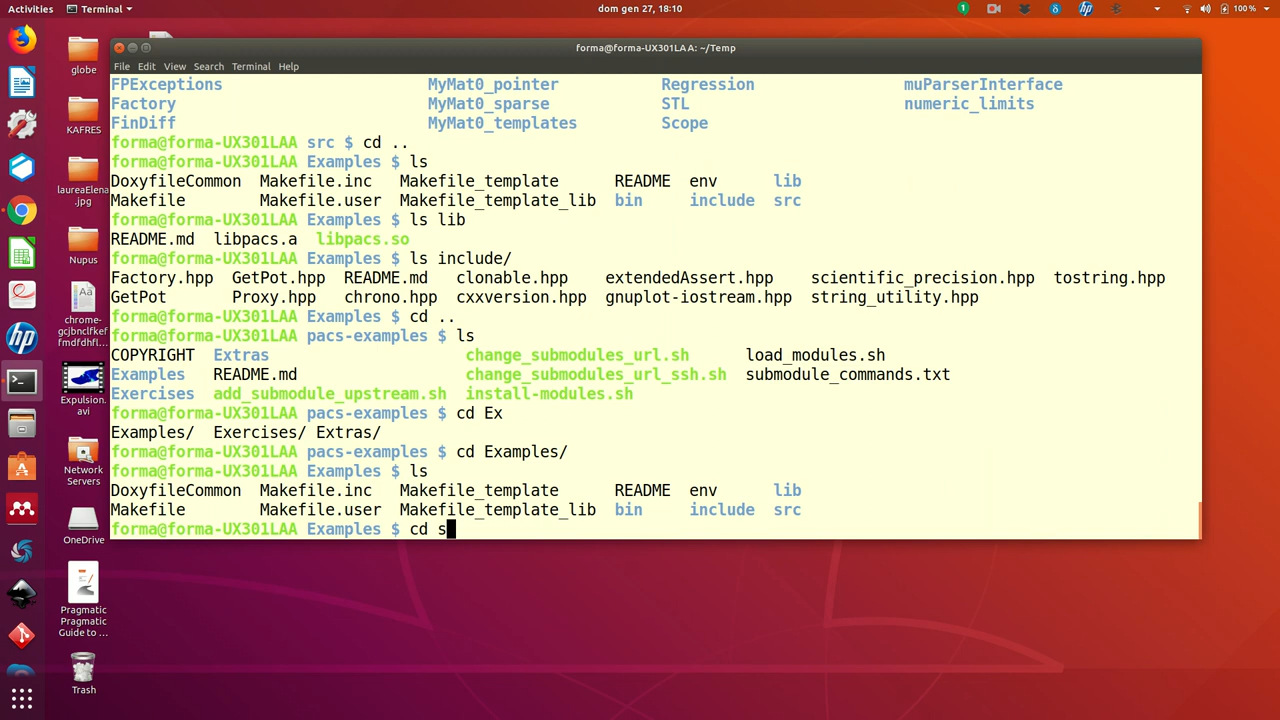 Activities Terminal dom gen 27, 18:10 1 100 %
forma@forma-UX301LAA: ~/Temp
File Edit View Search Terminal Help
FPExceptions MyMat0_pointer Regression muParserInterface
Factory MyMat0_sparse STL numeric_limits
FinDiff MyMat0_templates Scope
forma@forma-UX301LAA src $ cd ..
forma@forma-UX301LAA Examples $ ls
DoxyfileCommon Makefile.inc Makefile_template README env lib
Makefile Makefile.user Makefile_template_lib bin include src
forma@forma-UX301LAA Examples $ ls lib
README.md libpacs.a libpacs.so
forma@forma-UX301LAA Examples $ ls include/
Factory.hpp GetPot.hpp README.md clonable.hpp extendedAssert.hpp scientific_precision.hpp tostring.hpp
GetPot Proxy.hpp chrono.hpp cxxversion.hpp gnuplot-iostream.hpp string_utility.hpp
forma@forma-UX301LAA Examples $ cd ..
forma@forma-UX301LAA pacs-examples $ ls
COPYRIGHT Extras change_submodules_url.sh load_modules.sh
Examples README.md change_submodules_url_ssh.sh submodule_commands.txt
Exercises add_submodule_upstream.sh install-modules.sh
forma@forma-UX301LAA pacs-examples $ cd Ex
Examples/ Exercises/ Extras/
forma@forma-UX301LAA pacs-examples $ cd Examples/
forma@forma-UX301LAA Examples $ ls
DoxyfileCommon Makefile.inc Makefile_template README env lib
Makefile Makefile.user Makefile_template_lib bin include src
forma@forma-UX301LAA Examples $ cd s
globe
KAFRES
laureaElena
.jpg
Nupus
chrome-
gcjbnclfkef
fmdfdhfl...
Expulsion.
avi
Network
Servers
OneDrive
Pragmatic
Pragmatic
Guide to ...
Trash